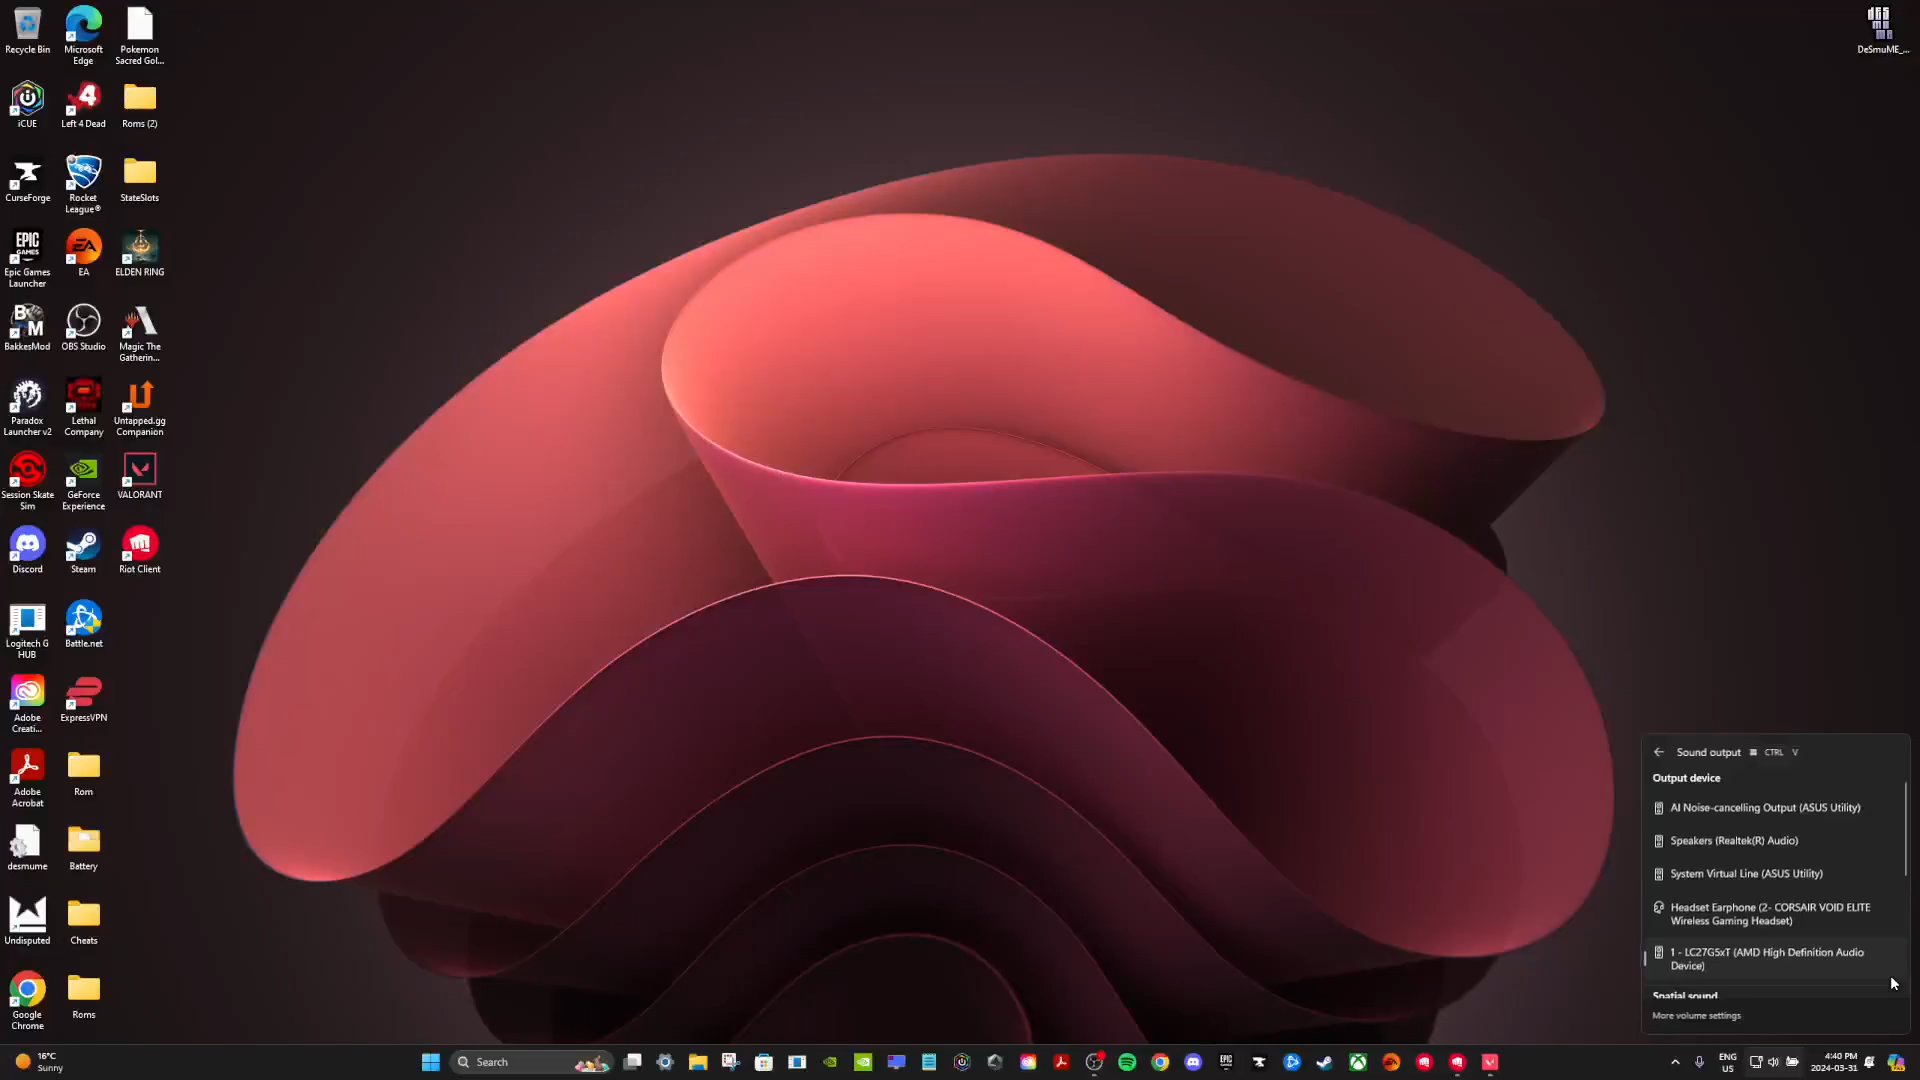 Recycle Bin
Microsoft
Edge
Pokemon
Sacred Gol...
DeSmuME_...
iCUE
Left 4 Dead
Roms (2)
CurseForge
Rocket
League®
StateSlots
EPIC
GAMES
Epic Games
Launcher
EA
EA
ELDEN RING
BakkesMod
OBS Studio
Magic The
Gatherin...
Paradox
Launcher v2
Lethal
Company
Untapped.gg
Companion
Session Skate
Sim
GeForce
Experience
VALORANT
Discord
Steam
Riot Client
Logitech G
HUB
Battle.net
Adobe
Creati...
ExpressVPN
Adobe
Acrobat
Rom
desmume
Battery
Undisputed
Cheats
Google
Chrome
Roms
Sound output CTRL V
Output device
AI Noise-cancelling Output (ASUS Utility)
Speakers (Realtek(R) Audio)
System Virtual Line (ASUS Utility)
Headset Earphone (2- CORSAIR VOID ELITE
Wireless Gaming Headset)
1 - LC27G5xT (AMD High Definition Audio
Device)
Spatial sound
More volume settings
16°C
Sunny
Search
ENG
US
4:40 PM
2024-03-31